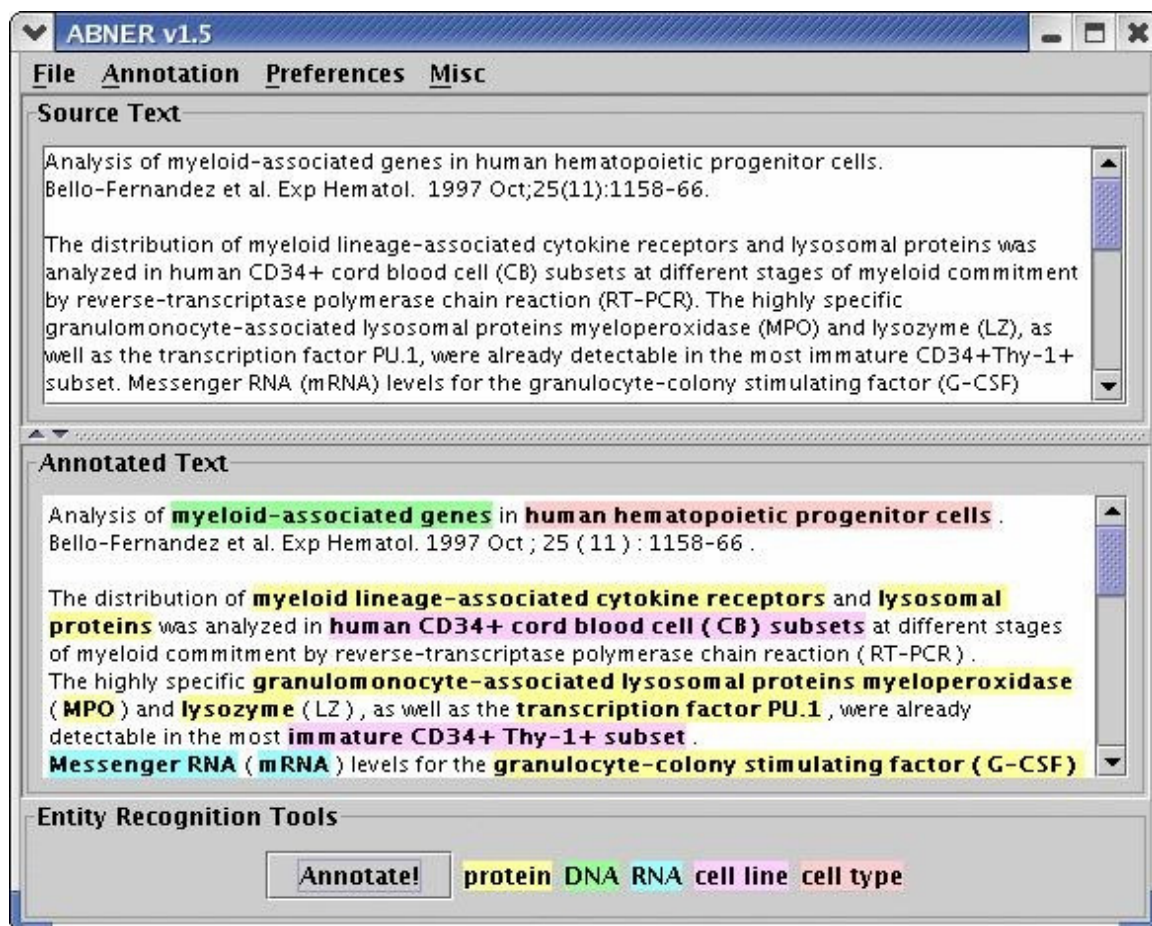 ABNER v1.5
File Annotation Preferences Misc
Source Text
Analysis of myeloid-associated genes in human hematopoietic progenitor cells.
Bello-Fernandez et al. Exp Hematol. 1997 Oct;25(11):1158-66.
The distribution of myeloid lineage-associated cytokine receptors and lysosomal proteins was
analyzed in human CD34+ cord blood cell (CB) subsets at different stages of myeloid commitment
by reverse-transcriptase polymerase chain reaction (RT-PCR). The highly specific
granulomonocyte-associated lysosomal proteins myeloperoxidase (MPO) and lysozyme (LZ), as
well as the transcription factor PU.1, were already detectable in the most immature CD34+Thy-1+
subset. Messenger RNA (mRNA) levels for the granulocyte-colony stimulating factor (G-CSF)
Annotated Text
Analysis of myeloid-associated genes in human hematopoietic progenitor cells .
Bello-Fernandez et al. Exp Hematol. 1997 Oct ; 25 ( 11 ) : 1158-66 .
The distribution of myeloid lineage-associated cytokine receptors and lysosomal
proteins was analyzed in human CD34+ cord blood cell ( CB ) subsets at different stages
of myeloid commitment by reverse-transcriptase polymerase chain reaction ( RT-PCR ) .
The highly specific granulomonocyte-associated lysosomal proteins myeloperoxidase
( MPO ) and lysozyme ( LZ ) , as well as the transcription factor PU.1 , were already
detectable in the most immature CD34+ Thy-1+ subset .
Messenger RNA ( mRNA ) levels for the granulocyte-colony stimulating factor ( G-CSF )
Entity Recognition Tools
Annotate! protein DNA RNA cell line cell type